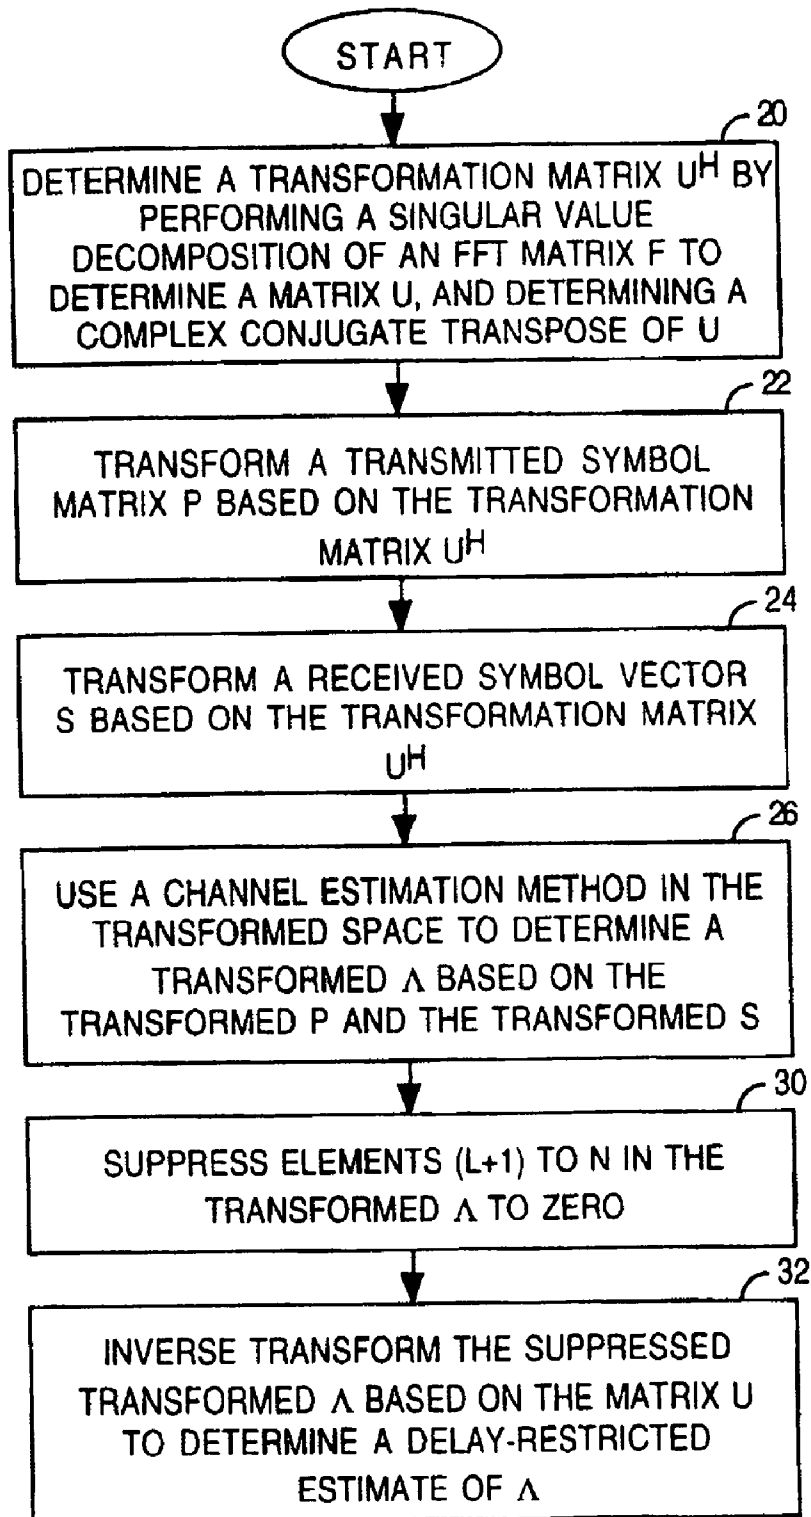 START
20
DETERMINE A TRANSFORMATION MATRIX U^H BY
PERFORMING A SINGULAR VALUE
DECOMPOSITION OF AN FFT MATRIX F TO
DETERMINE A MATRIX U, AND DETERMINING A
COMPLEX CONJUGATE TRANSPOSE OF U
22
TRANSFORM A TRANSMITTED SYMBOL
MATRIX P BASED ON THE TRANSFORMATION
MATRIX U^H
24
TRANSFORM A RECEIVED SYMBOL VECTOR
S BASED ON THE TRANSFORMATION MATRIX
U^H
26
USE A CHANNEL ESTIMATION METHOD IN THE
TRANSFORMED SPACE TO DETERMINE A
TRANSFORMED Λ BASED ON THE
TRANSFORMED P AND THE TRANSFORMED S
30
SUPPRESS ELEMENTS (L+1) TO N IN THE
TRANSFORMED Λ TO ZERO
32
INVERSE TRANSFORM THE SUPPRESSED
TRANSFORMED Λ BASED ON THE MATRIX U
TO DETERMINE A DELAY-RESTRICTED
ESTIMATE OF Λ